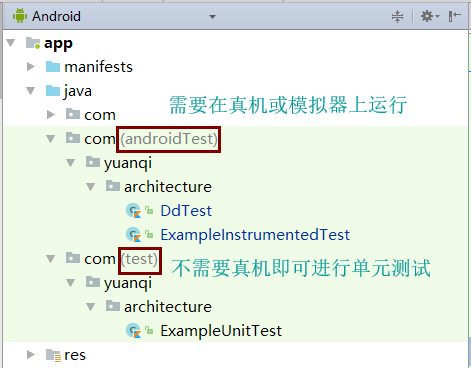 Android
app
manifests
java
com
需要在真机或模拟器上运行
com (androidTest)
yuanqi
architecture
DdTest
ExampleInstrumentedTest
com (test)
不需要真机即可进行单元测试
yuanqi
architecture
ExampleUnitTest
res